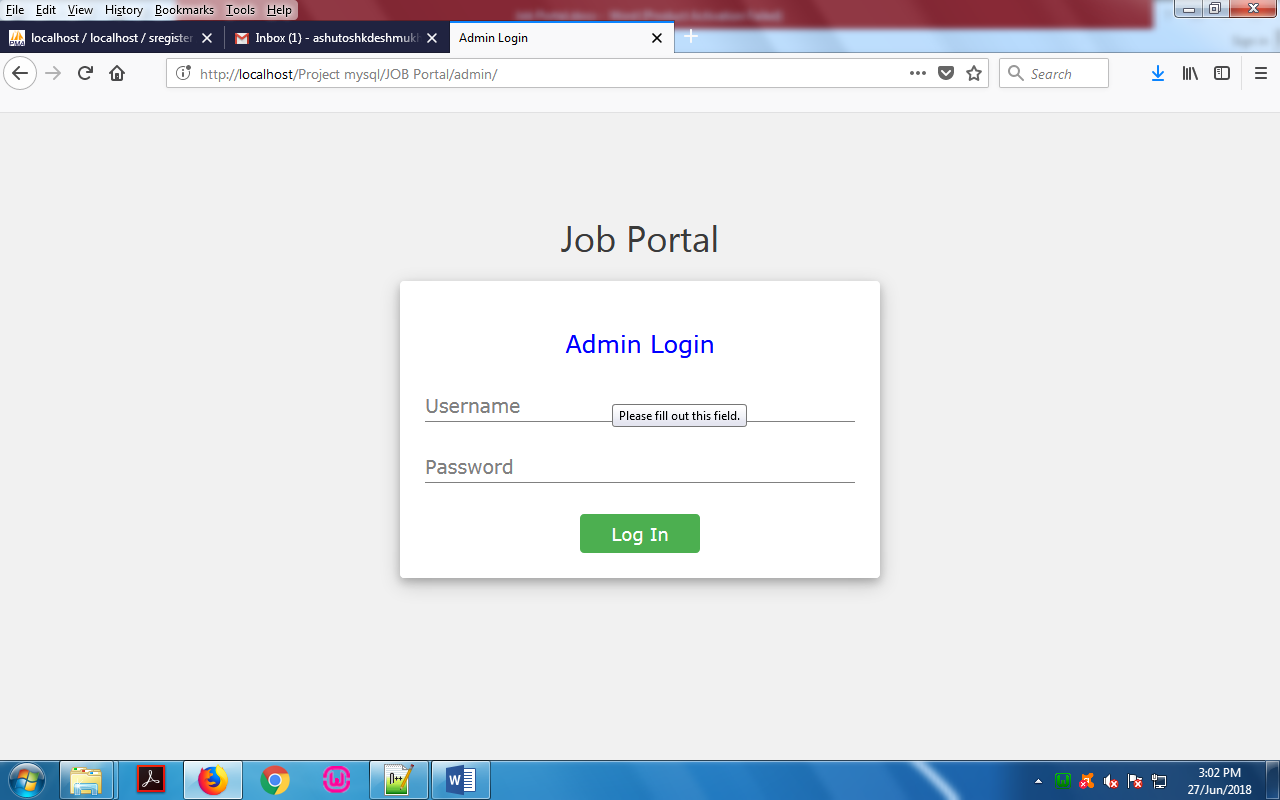 File Edit View History Bookmarks Tools Help
localhost / localhost / sregister
Inbox (1) - ashutoshkdeshmukh
Admin Login
http://localhost/Project mysql/JOB Portal/admin/
Search
Job Portal
Admin Login
Username
Please fill out this field.
Password
Log In
3:02 PM
27/Jun/2018